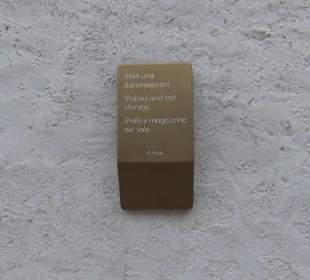 Stall und
Salzmagazin
Stables and salt
storage
Stalla e magazzino
del sale